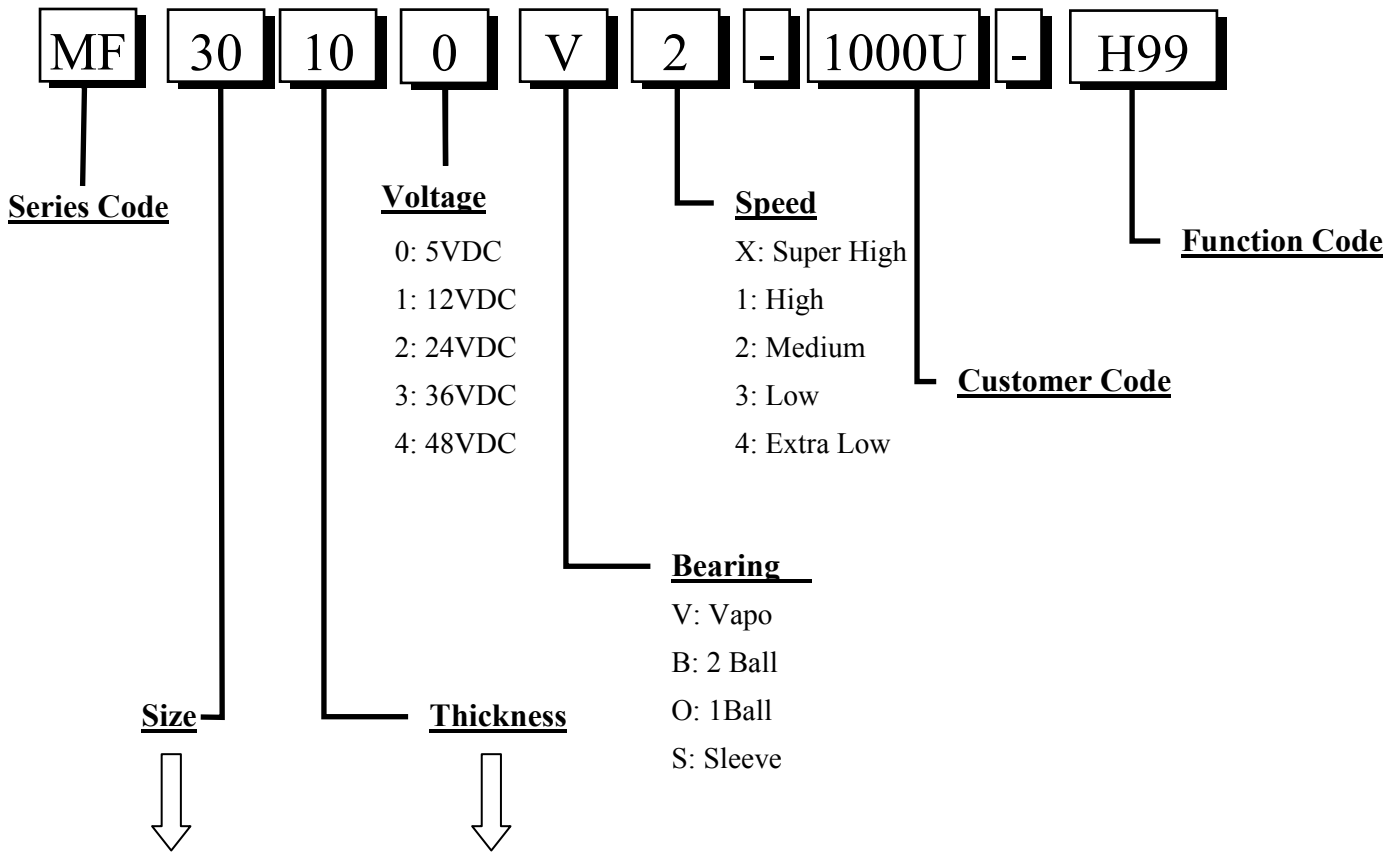 MF 30 10 0 V 2 - 1000U - H99
Series Code
Voltage
0: 5VDC
1: 12VDC
2: 24VDC
3: 36VDC
4: 48VDC
Speed
X: Super High
1: High
2: Medium
3: Low
4: Extra Low
Function Code
Customer Code
Bearing
V: Vapo
B: 2 Ball
O: 1Ball
S: Sleeve
Size
Thickness